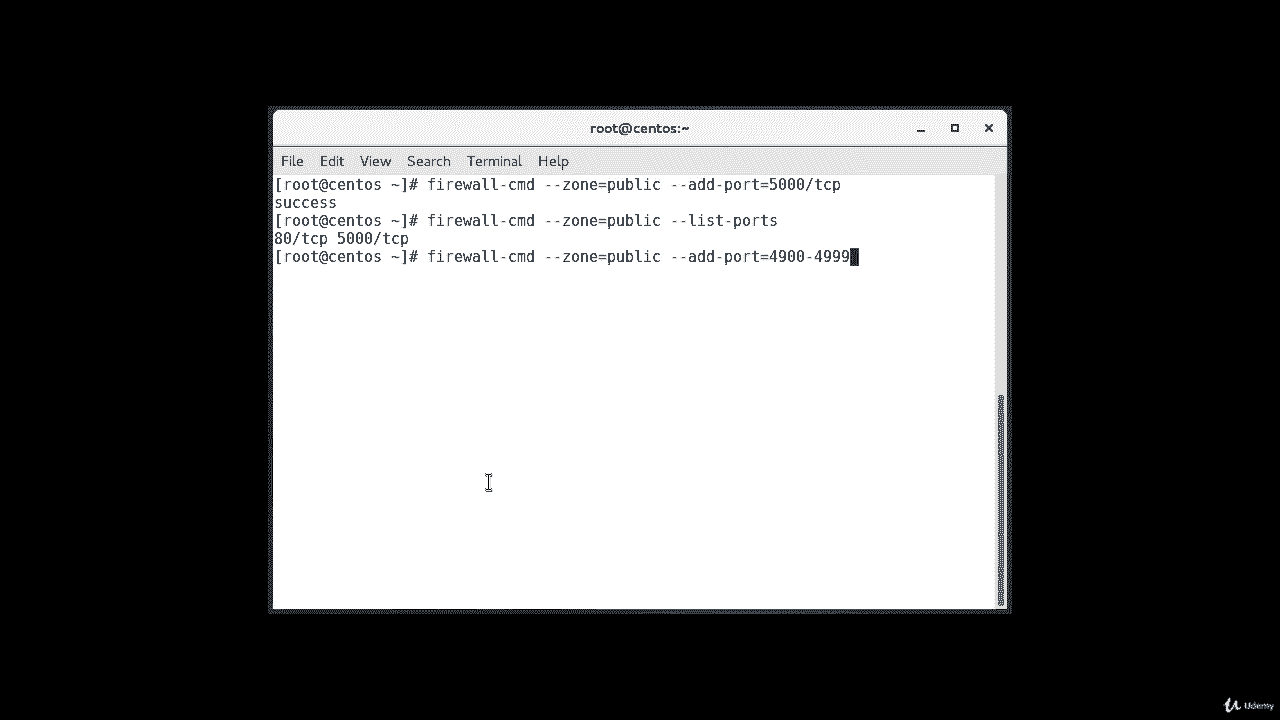 root@centos:~
File Edit View Search Terminal Help
[root@centos ~]# firewall-cmd --zone=public --add-port=5000/tcp
success
[root@centos ~]# firewall-cmd --zone=public --list-ports
80/tcp 5000/tcp
[root@centos ~]# firewall-cmd --zone=public --add-port=4900-4999
Udemy